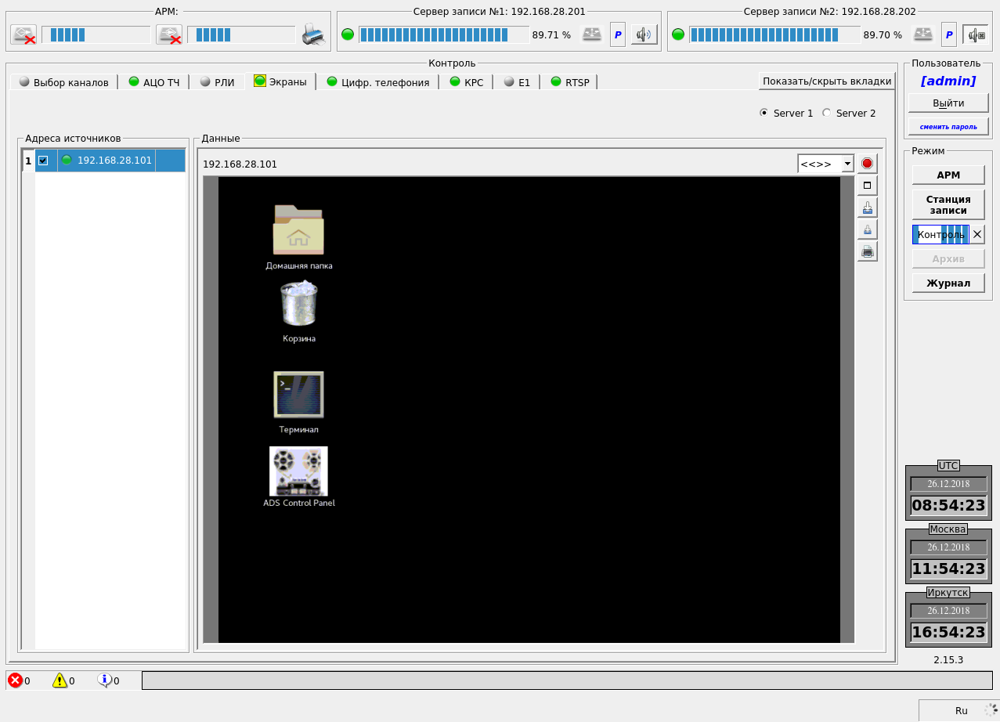 АРМ:
Сервер записи №1: 192.168.28.201
Сервер записи №2: 192.168.28.202
89.71 %
P
89.70 %
P
Контроль
Выбор каналов
АЦО ТЧ
РЛИ
Экраны
Цифр. телефония
КРС
E1
RTSP
Показать/скрыть вкладки
Server 1
Server 2
Адреса источников
1
192.168.28.101
Данные
192.168.28.101
<<>>
Домашняя папка
Корзина
>_
Терминал
ADS Control Panel
Пользователь
[admin]
Выйти
сменить пароль
Режим
АРМ
Станция
записи
Контроль
Архив
Журнал
UTC
26.12.2018
08:54:23
Москва
26.12.2018
11:54:23
Иркутск
26.12.2018
16:54:23
2.15.3
0
0
0
Ru